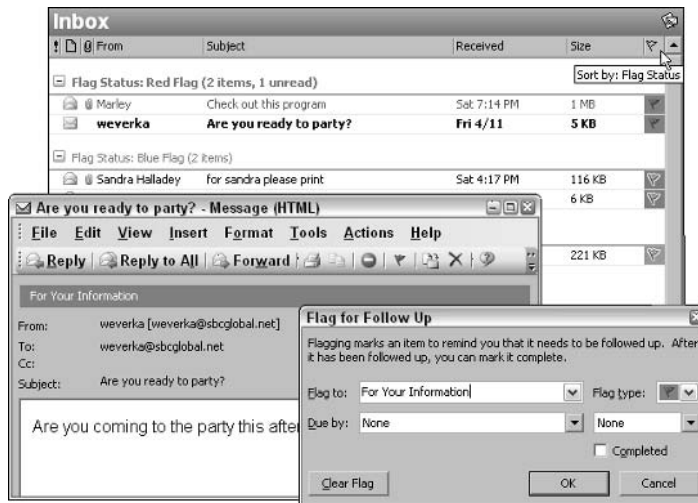 Inbox
! From Subject Received Size
Sort by: Flag Status
Flag Status: Red Flag (2 items, 1 unread)
Marley Check out this program Sat 7:14 PM 1 MB
weverka Are you ready to party? Fri 4/11 5 KB
Flag Status: Blue Flag (2 items)
Sandra Halladey for sandra please print Sat 4:17 PM 116 KB
6 KB
221 KB
Are you ready to party? - Message (HTML)
File Edit View Insert Format Tools Actions Help
Reply Reply to All Forward
For Your Information
From: weverka [weverka@sbcglobal.net]
To: weverka@sbcglobal.net
Cc:
Subject: Are you ready to party?
Are you coming to the party this after
Flag for Follow Up
Flagging marks an item to remind you that it needs to be followed up. After
it has been followed up, you can mark it complete.
Flag to: For Your Information Flag type:
Due by: None None
Completed
Clear Flag OK Cancel